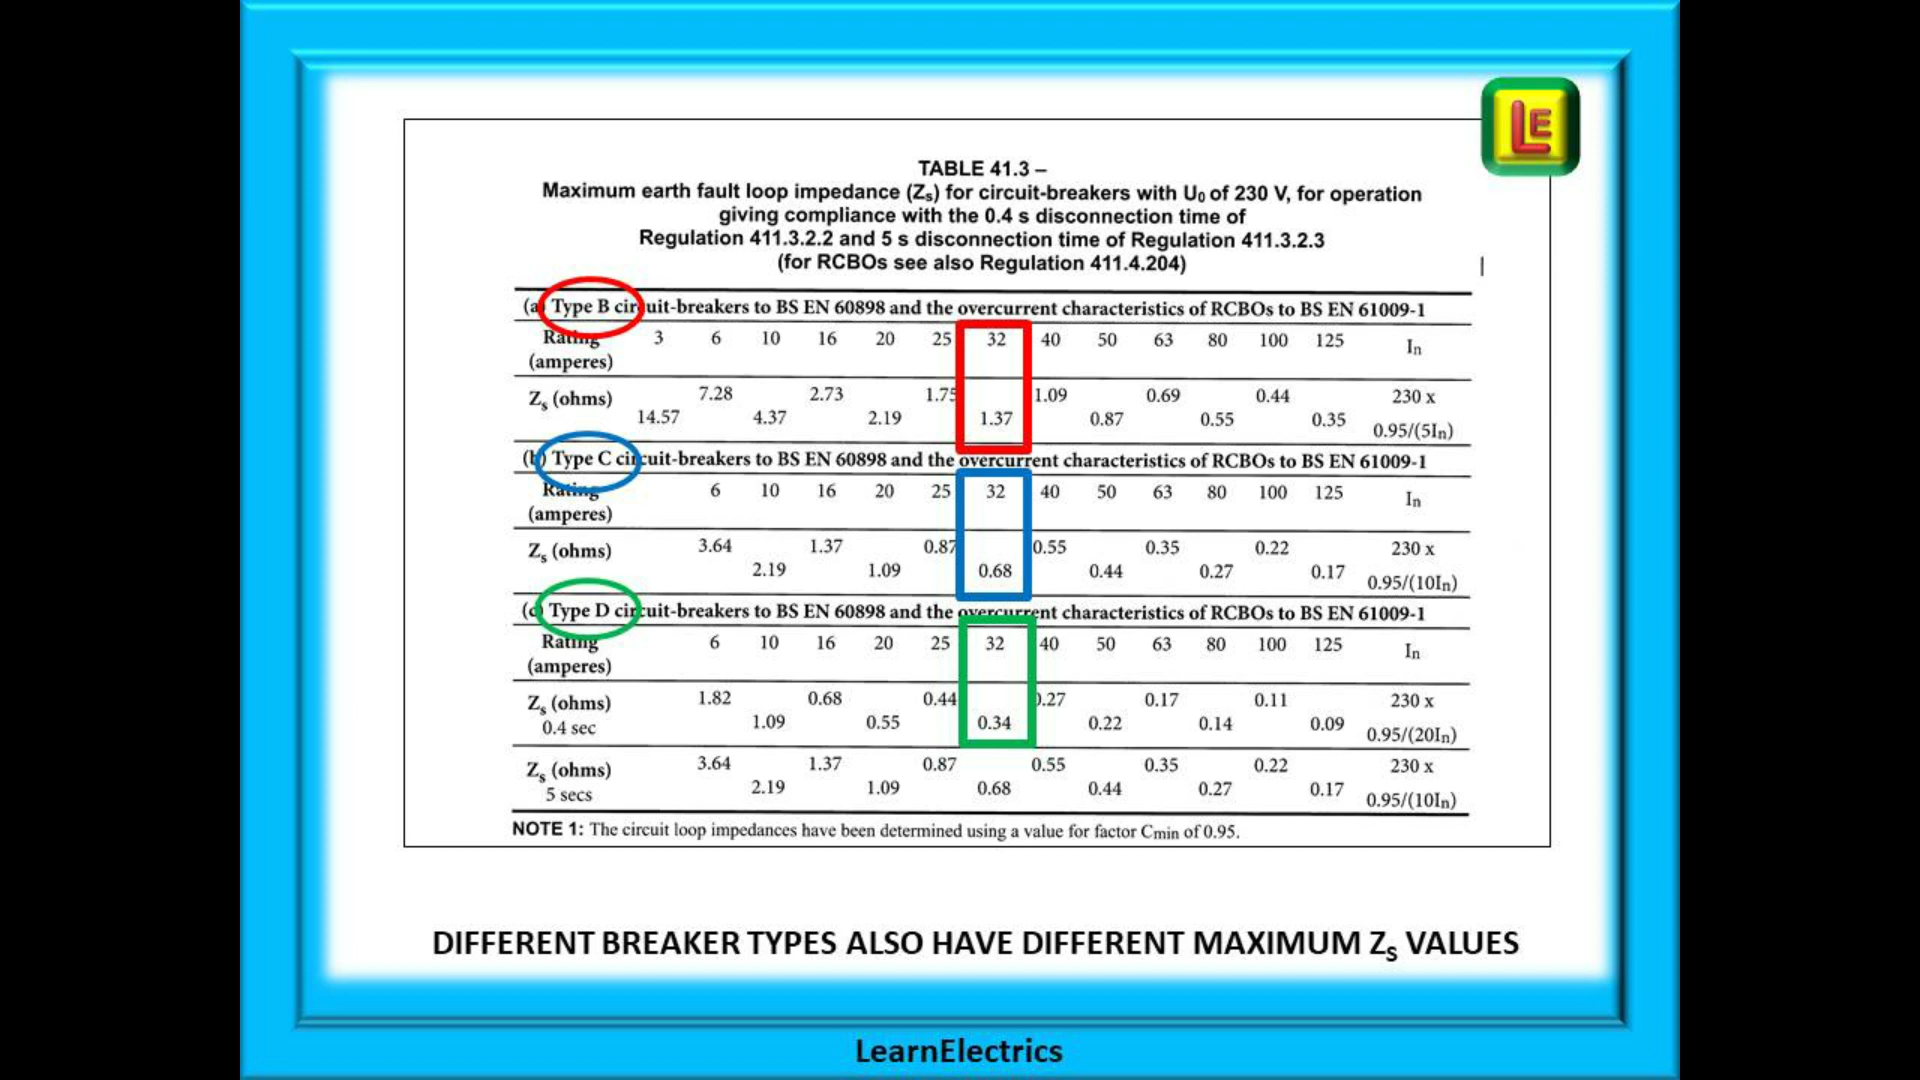 LE
TABLE 41.3 –
Maximum earth fault loop impedance (Zs) for circuit-breakers with U0 of 230 V, for operation
giving compliance with the 0.4 s disconnection time of
Regulation 411.3.2.2 and 5 s disconnection time of Regulation 411.3.2.3
(for RCBOs see also Regulation 411.4.204)
(a) Type B circuit-breakers to BS EN 60898 and the overcurrent characteristics of RCBOs to BS EN 61009-1
Rating 3 6 10 16 20 25 32 40 50 63 80 100 125 In
(amperes)
Zs (ohms) 7.28 2.73 1.75 1.09 0.69 0.44 230 x
14.57 4.37 2.19 1.37 0.87 0.55 0.35 0.95/(5In)
(b) Type C circuit-breakers to BS EN 60898 and the overcurrent characteristics of RCBOs to BS EN 61009-1
Rating 6 10 16 20 25 32 40 50 63 80 100 125 In
(amperes)
Zs (ohms) 3.64 1.37 0.87 0.55 0.35 0.22 230 x
2.19 1.09 0.68 0.44 0.27 0.17 0.95/(10In)
(c) Type D circuit-breakers to BS EN 60898 and the overcurrent characteristics of RCBOs to BS EN 61009-1
Rating 6 10 16 20 25 32 40 50 63 80 100 125 In
(amperes)
Zs (ohms) 1.82 0.68 0.44 0.27 0.17 0.11 230 x
0.4 sec 1.09 0.55 0.34 0.22 0.14 0.09 0.95/(20In)
Zs (ohms) 3.64 1.37 0.87 0.55 0.35 0.22 230 x
5 secs 2.19 1.09 0.68 0.44 0.27 0.17 0.95/(10In)
NOTE 1: The circuit loop impedances have been determined using a value for factor Cmin of 0.95.
DIFFERENT BREAKER TYPES ALSO HAVE DIFFERENT MAXIMUM Zs VALUES
LearnElectrics